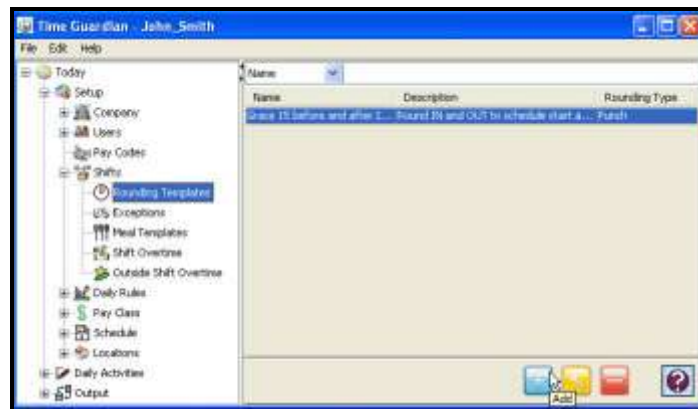 Time Guardian - John_Smith
File Edit Help
Today
Setup
Company
Users
Pay Codes
Shifts
Rounding Templates
Exceptions
Meal Templates
Shift Overtime
Outside Shift Overtime
Daily Rules
Pay Class
Schedule
Locations
Daily Activities
Output
Name
Name Description Rounding Type
Grace 15 before and after 1... Round IN and OUT to schedule start a... Punch
Add
?